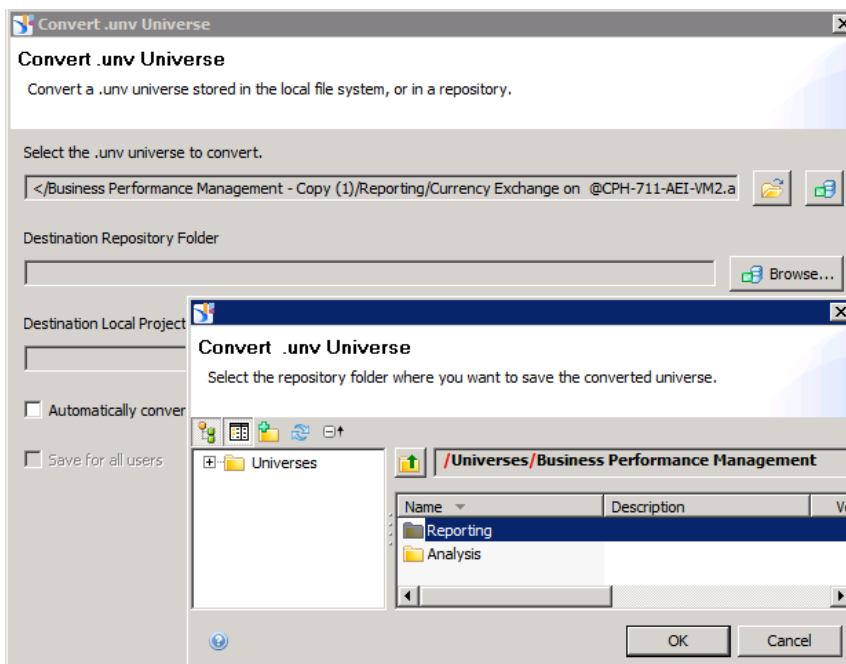 Convert .unv Universe
Convert .unv Universe
Convert a .unv universe stored in the local file system, or in a repository.
Select the .unv universe to convert.
</Business Performance Management - Copy (1)/Reporting/Currency Exchange on @CPH-711-AEI-VM2.a
Destination Repository Folder
Browse...
Destination Local Project
Convert .unv Universe
Select the repository folder where you want to save the converted universe.
Automatically conver
Save for all users
Universes
/Universes/Business Performance Management
Name Description
Reporting
Analysis
OK Cancel